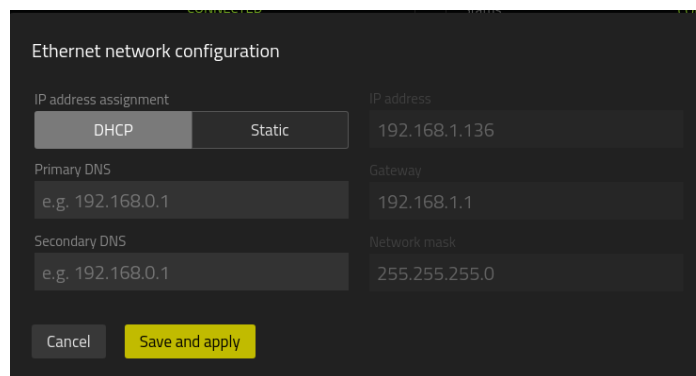 CONNECTED
Ethernet network configuration
IP address assignment
DHCP Static
Primary DNS
e.g. 192.168.0.1
Secondary DNS
e.g. 192.168.0.1
IP address
192.168.1.136
Gateway
192.168.1.1
Network mask
255.255.255.0
Cancel Save and apply